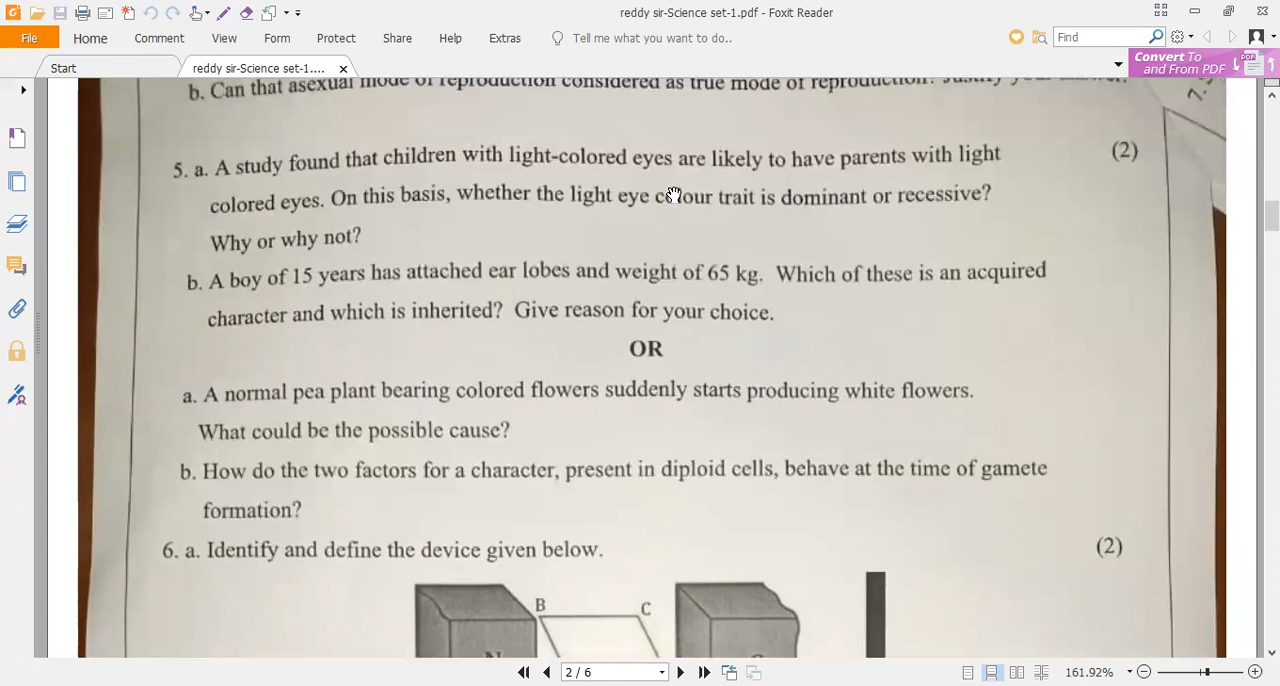 reddy sir-Science set-1.pdf - Foxit Reader
File Home Comment View Form Protect Share Help Extras Tell me what you want to do.. Find
Start reddy sir-Science set-1.... Convert To
and From PDF
b. Can that asexual mode of reproduction considered as true mode of reproduction?
5. a. A study found that children with light-colored eyes are likely to have parents with light (2)
colored eyes. On this basis, whether the light eye colour trait is dominant or recessive?
Why or why not?
b. A boy of 15 years has attached ear lobes and weight of 65 kg. Which of these is an acquired
character and which is inherited? Give reason for your choice.
OR
a. A normal pea plant bearing colored flowers suddenly starts producing white flowers.
What could be the possible cause?
b. How do the two factors for a character, present in diploid cells, behave at the time of gamete
formation?
6. a. Identify and define the device given below. (2)
B C
N
2 / 6 161.92%